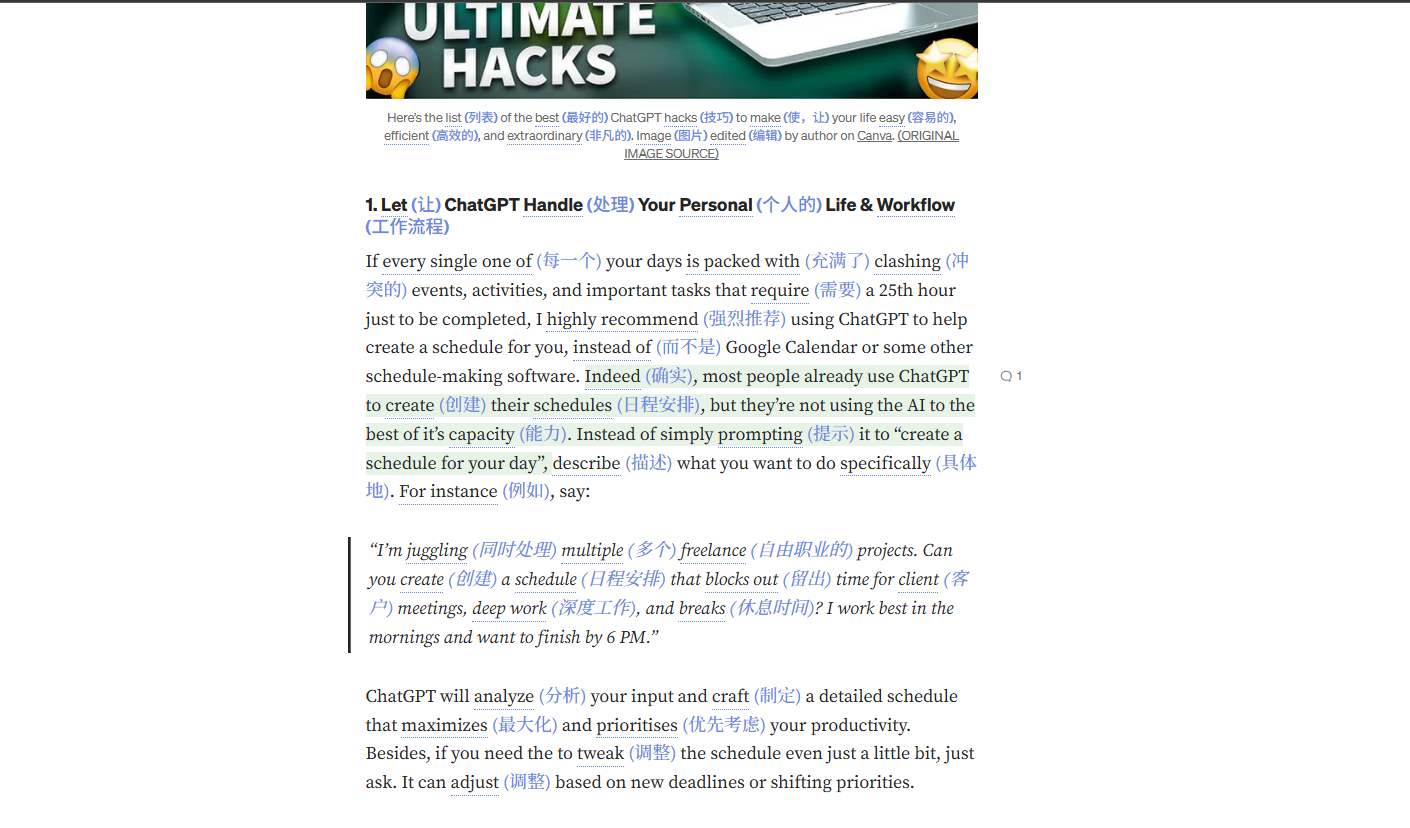 ULTIMATE
HACKS
Here's the list (列表) of the best (最好的) ChatGPT hacks (技巧) to make (使，让) your life easy (容易的),
efficient (高效的), and extraordinary (非凡的). Image (图片) edited (编辑) by author on Canva. (ORIGINAL
IMAGE SOURCE)
1. Let (让) ChatGPT Handle (处理) Your Personal (个人的) Life & Workflow
(工作流程)
If every single one of (每一个) your days is packed with (充满了) clashing (冲
突的) events, activities, and important tasks that require (需要) a 25th hour
just to be completed, I highly recommend (强烈推荐) using ChatGPT to help
create a schedule for you, instead of (而不是) Google Calendar or some other
schedule-making software. Indeed (确实), most people already use ChatGPT
1
to create (创建) their schedules (日程安排), but they're not using the AI to the
best of it's capacity (能力). Instead of simply prompting (提示) it to “create a
schedule for your day”, describe (描述) what you want to do specifically (具体
地). For instance (例如), say:
“I'm juggling (同时处理) multiple (多个) freelance (自由职业的) projects. Can
you create (创建) a schedule (日程安排) that blocks out (留出) time for client (客
户) meetings, deep work (深度工作), and breaks (休息时间)? I work best in the
mornings and want to finish by 6 PM.”
ChatGPT will analyze (分析) your input and craft (制定) a detailed schedule
that maximizes (最大化) and prioritises (优先考虑) your productivity.
Besides, if you need the to tweak (调整) the schedule even just a little bit, just
ask. It can adjust (调整) based on new deadlines or shifting priorities.